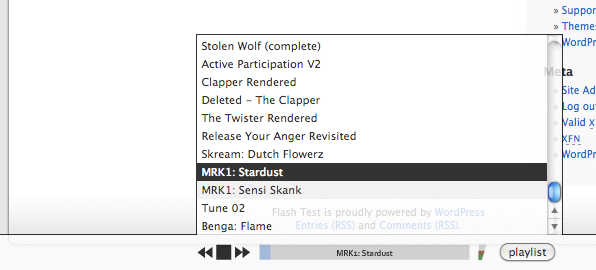 » Suppor
» Themes
» WordPr
Meta
» Site Ad
» Log ou
» Valid X
» XFN
» WordPr
Stolen Wolf (complete)
Active Participation V2
Clapper Rendered
Deleted – The Clapper
The Twister Rendered
Release Your Anger Revisited
Skream: Dutch Flowerz
MRK1: Stardust
MRK1: Sensi Skank
Tune 02
Benga: Flame
Flash Test is proudly powered by WordPress
Entries (RSS) and Comments (RSS).
MRK1: Stardust
playlist